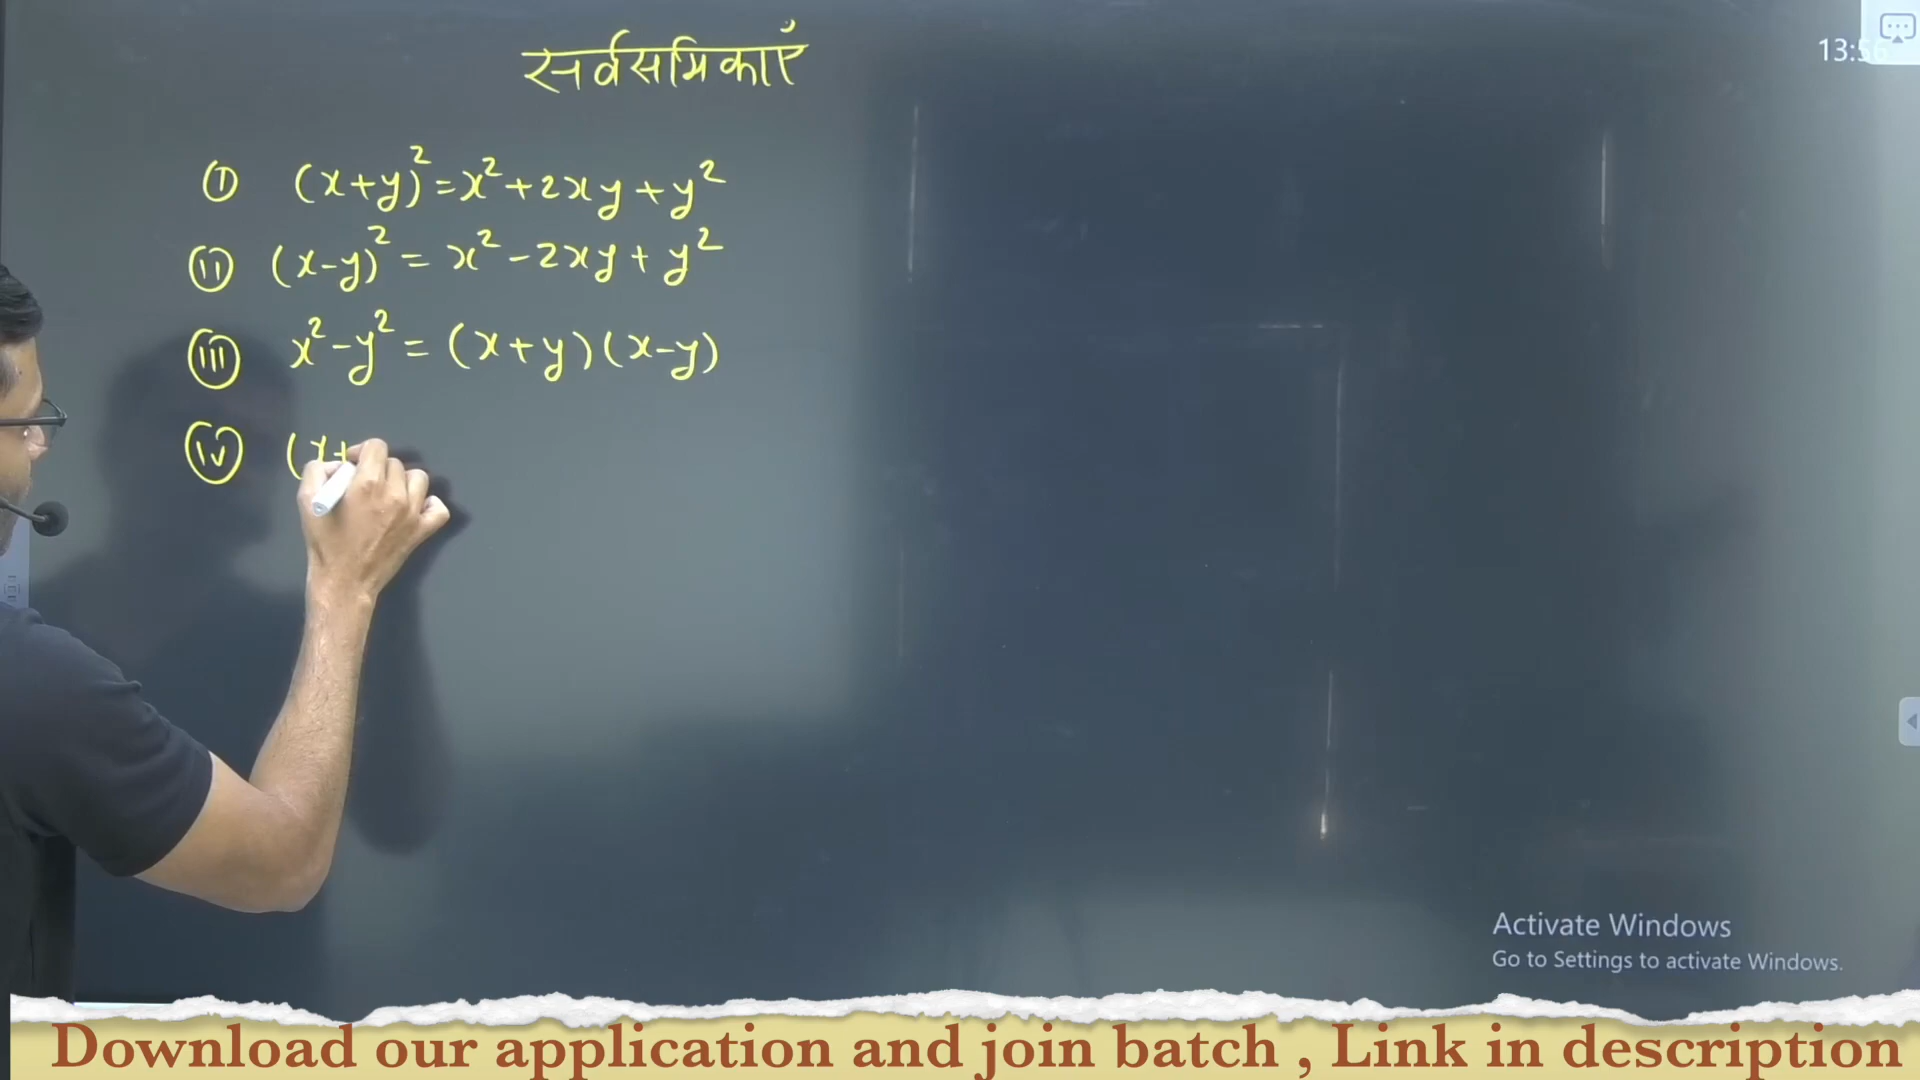 13:56
सर्वसमिकाएँ
(i) (x+y)² = x² + 2xy + y²
(ii) (x-y)² = x² - 2xy + y²
(iii) x² - y² = (x+y)(x-y)
(iv) (x+
Activate Windows
Go to Settings to activate Windows.
Download our application and join batch , Link in description